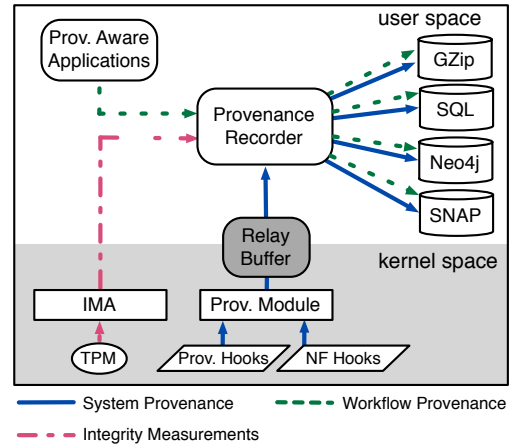 user space
Prov. Aware
Applications
GZip
SQL
Provenance
Recorder
Neo4j
SNAP
Relay
Buffer
kernel space
IMA
Prov. Module
TPM
Prov. Hooks
NF Hooks
System Provenance
Workflow Provenance
Integrity Measurements